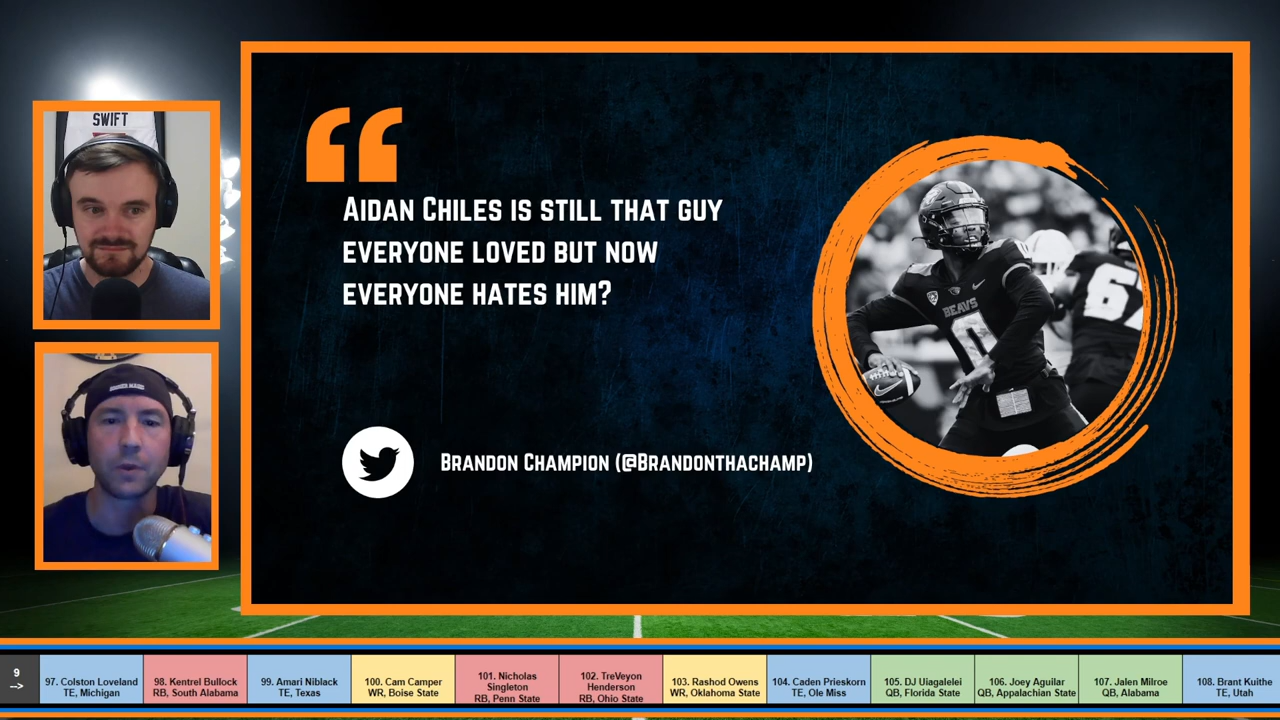 SWIFT
“
AIDAN CHILES IS STILL THAT GUY
EVERYONE LOVED BUT NOW
EVERYONE HATES HIM?
BEAVS
0
67
BRANDON CHAMPION (@BRANDONTHACHAMP)
9
-->
97. Colston Loveland
TE, Michigan
98. Kentrel Bullock
RB, South Alabama
99. Amari Niblack
TE, Texas
100. Cam Camper
WR, Boise State
101. Nicholas
Singleton
RB, Penn State
102. TreVeyon
Henderson
RB, Ohio State
103. Rashod Owens
WR, Oklahoma State
104. Caden Prieskorn
TE, Ole Miss
105. DJ Uiagalelei
QB, Florida State
106. Joey Aguilar
QB, Appalachian State
107. Jalen Milroe
QB, Alabama
108. Brant Kuithe
TE, Utah